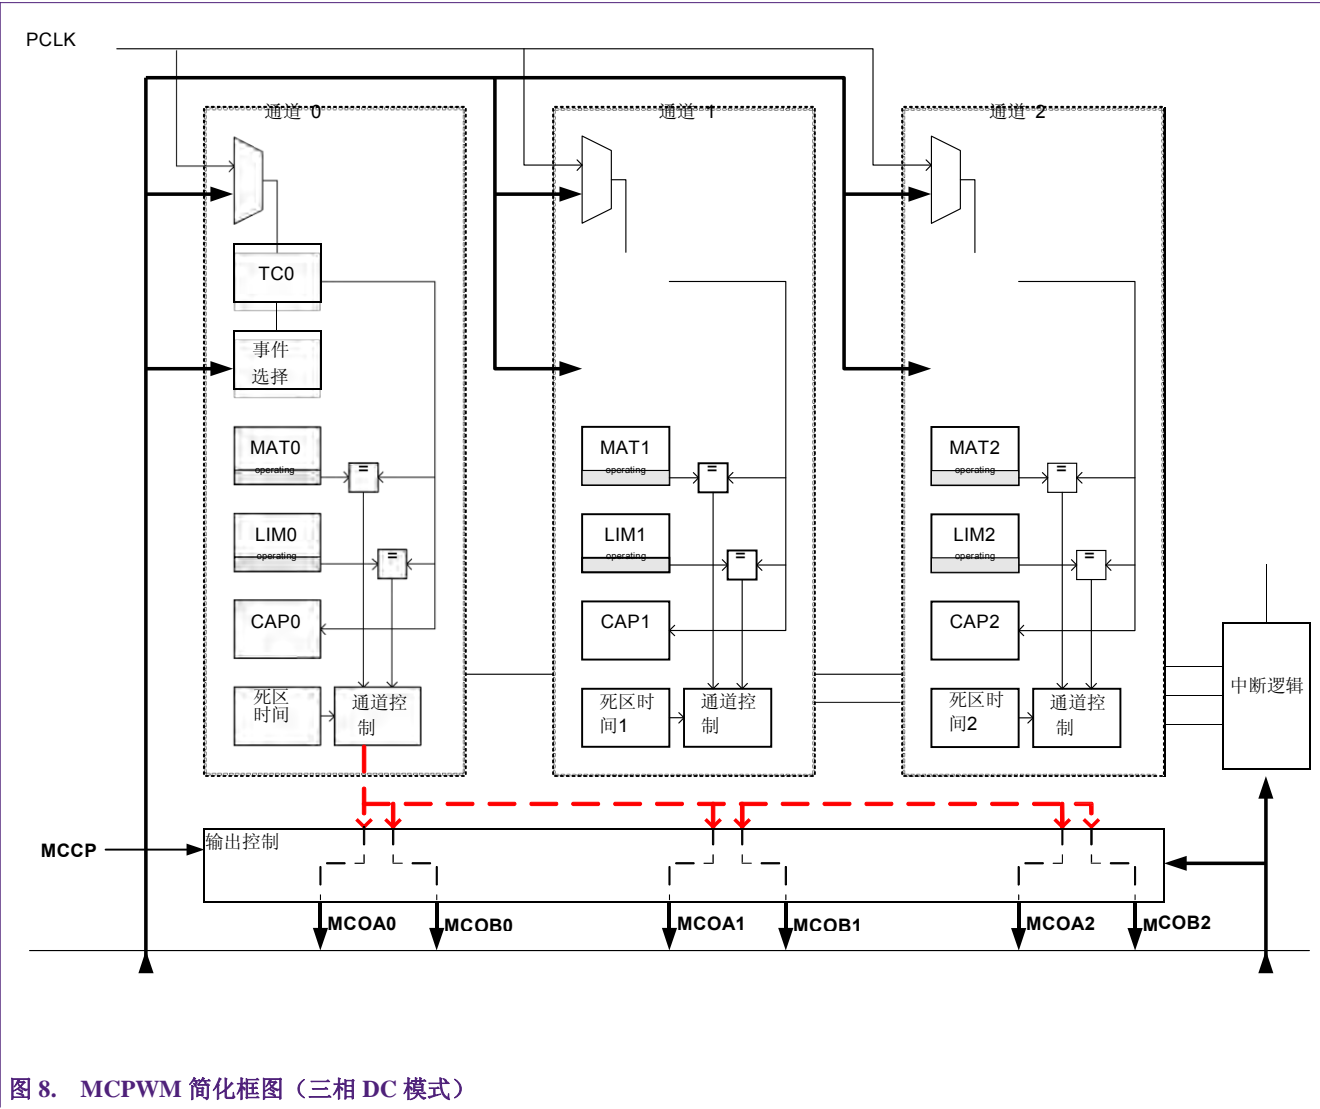 PCLK
通道 0
通道 1
通道 2
TC0
事件
选择
MAT0
operating
=
MAT1
operating
=
MAT2
operating
=
LIM0
operating
=
LIM1
operating
=
LIM2
operating
=
CAP0
CAP1
CAP2
死区
时间
通道控
制
死区时
间1
通道控
制
死区时
间2
通道控
制
中断逻辑
MCCP
输出控制
MCOA0
MCOB0
MCOA1
MCOB1
MCOA2
MCOB2
图 8. MCPWM 简化框图（三相 DC 模式）